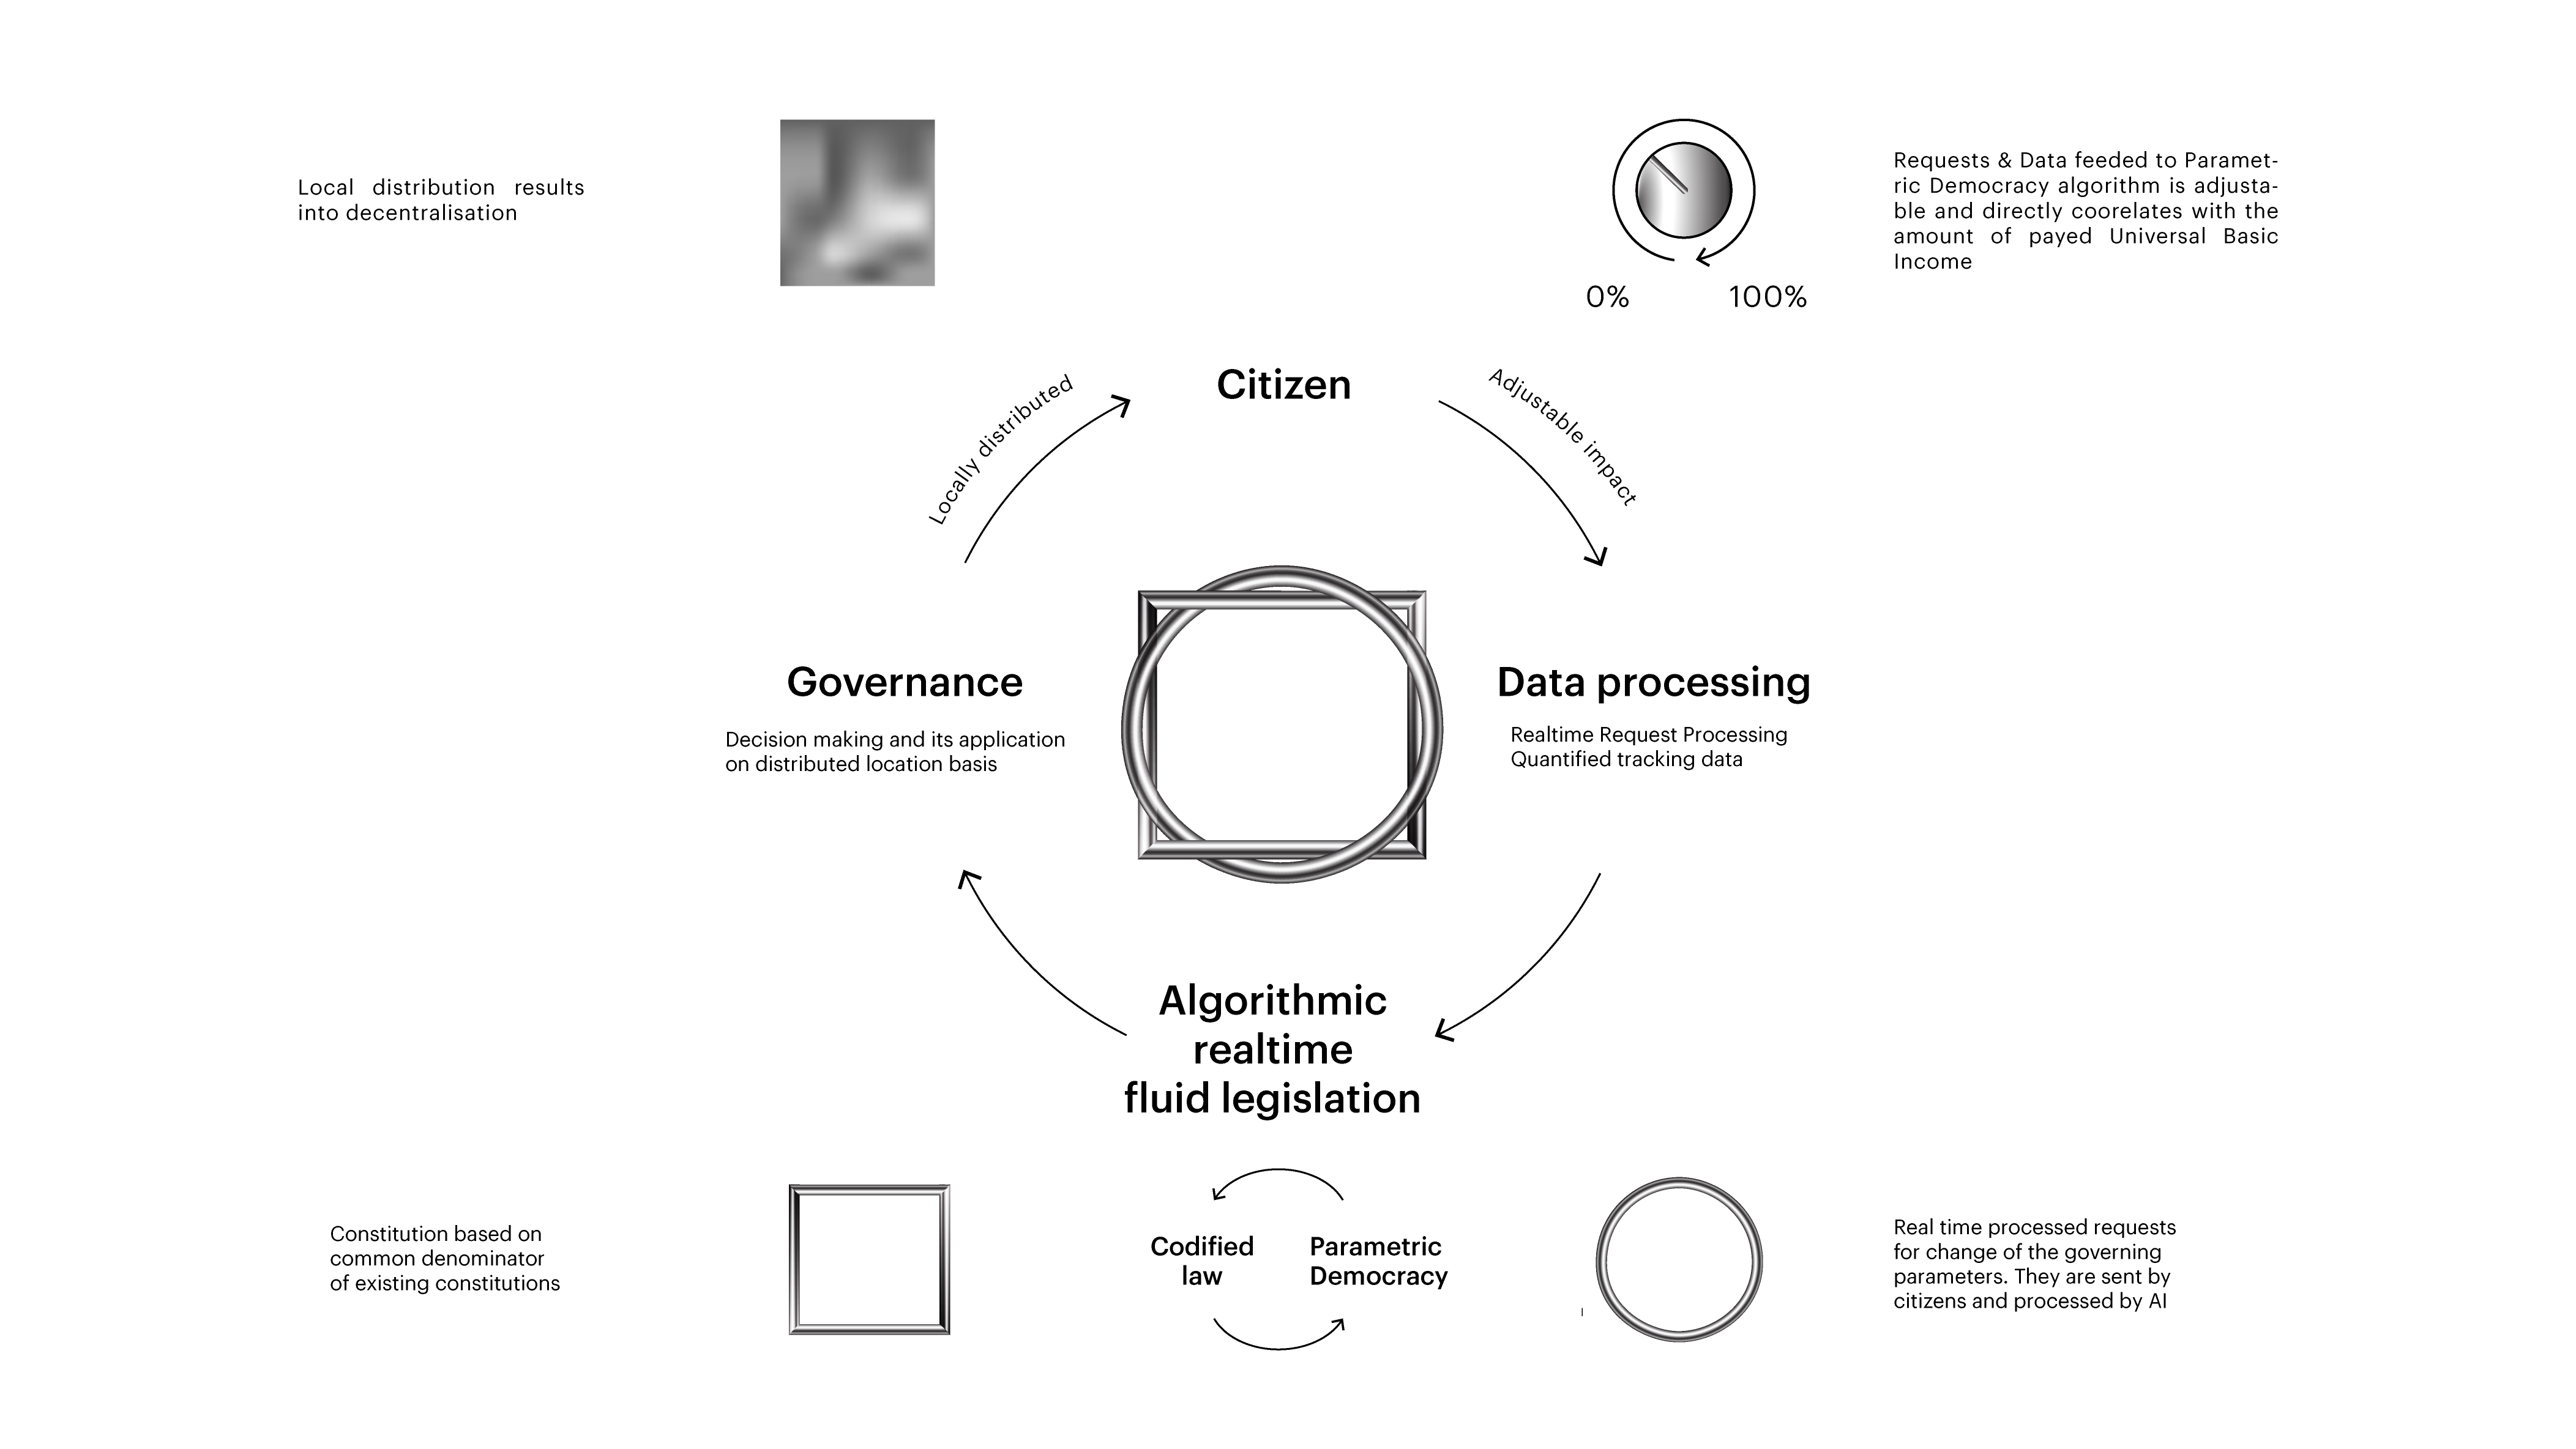 Local distribution results
into decentralisation
Requests & Data feeded to Paramet-
ric Democracy algorithm is adjusta-
ble and directly coorelates with the
amount of payed Universal Basic
Income
0%
100%
Citizen
Locally distributed
Adjustable impact
Governance
Decision making and its application
on distributed location basis
Data processing
Realtime Request Processing
Quantified tracking data
Algorithmic
realtime
fluid legislation
Constitution based on
common denominator
of existing constitutions
Codified
law
Parametric
Democracy
Real time processed requests
for change of the governing
parameters. They are sent by
citizens and processed by AI